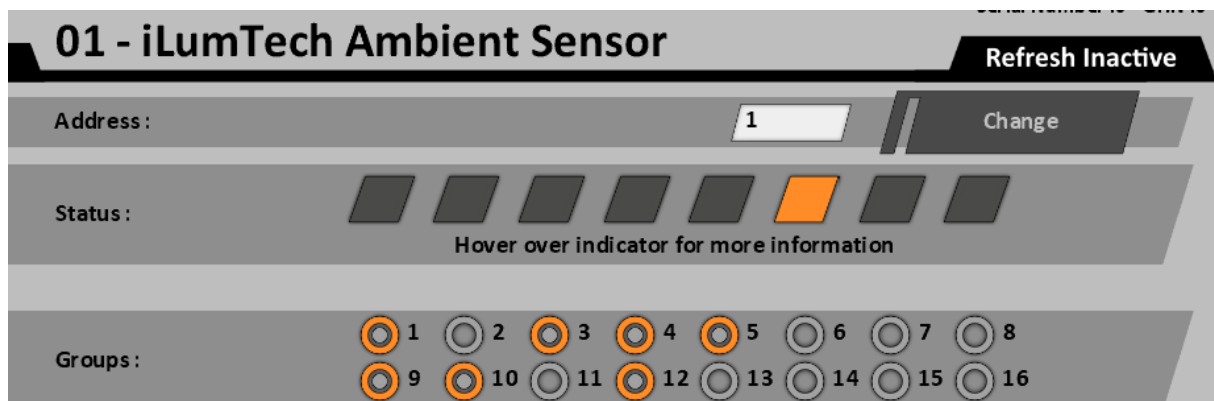 01 - iLumTech Ambient Sensor
Refresh Inactive
Address :
1
Change
Status :
Hover over indicator for more information
Groups :
1 2 3 4 5 6 7 8
9 10 11 12 13 14 15 16